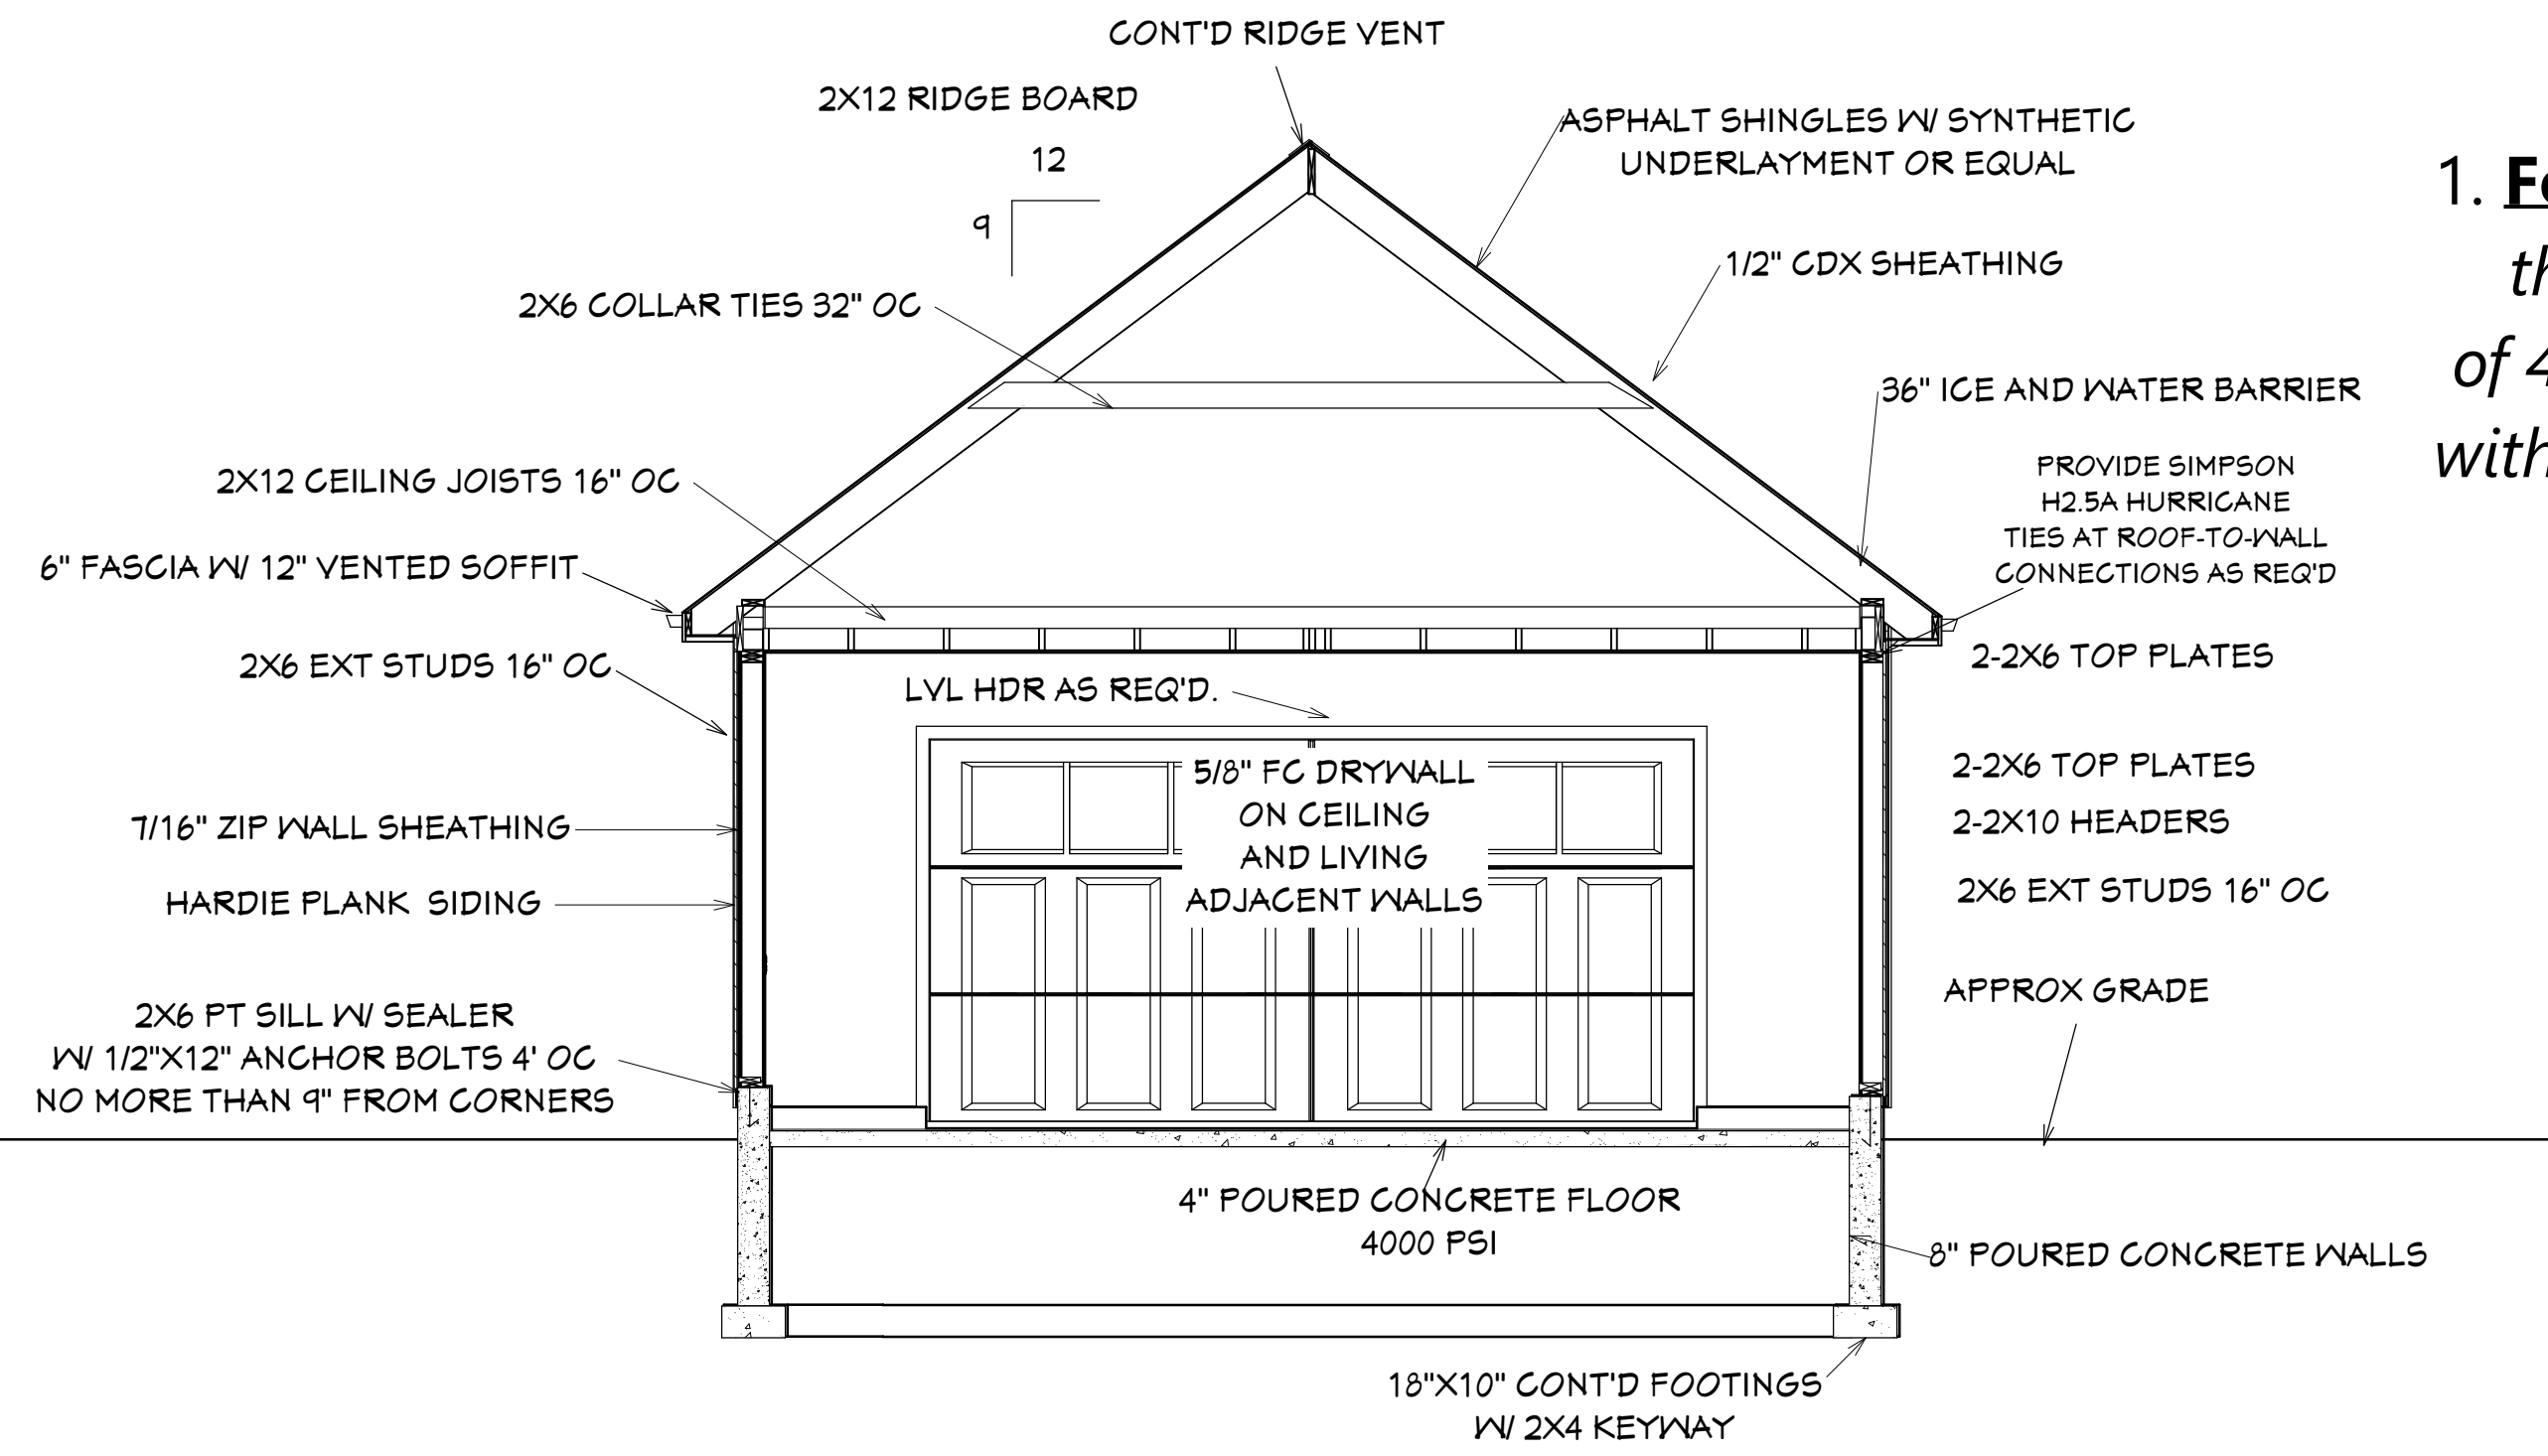 CONT'D RIDGE VENT
2X12 RIDGE BOARD
12
9
ASPHALT SHINGLES W/ SYNTHETIC
UNDERLAYMENT OR EQUAL
1/2" CDX SHEATHING
2X6 COLLAR TIES 32" OC
36" ICE AND WATER BARRIER
2X12 CEILING JOISTS 16" OC
PROVIDE SIMPSON
H2.5A HURRICANE
TIES AT ROOF-TO-WALL
CONNECTIONS AS REQ'D
6" FASCIA W/ 12" VENTED SOFFIT
2X6 EXT STUDS 16" OC
2-2X6 TOP PLATES
LVL HDR AS REQ'D.
5/8" FC DRYWALL
ON CEILING
AND LIVING
ADJACENT WALLS
2-2X6 TOP PLATES
2-2X10 HEADERS
2X6 EXT STUDS 16" OC
7/16" ZIP WALL SHEATHING
HARDIE PLANK SIDING
APPROX GRADE
2X6 PT SILL W/ SEALER
W/ 1/2"X12" ANCHOR BOLTS 4' OC
NO MORE THAN 9" FROM CORNERS
4" POURED CONCRETE FLOOR
4000 PSI
8" POURED CONCRETE WALLS
18"X10" CONT'D FOOTINGS
W/ 2X4 KEYWAY
1.
of 4
with